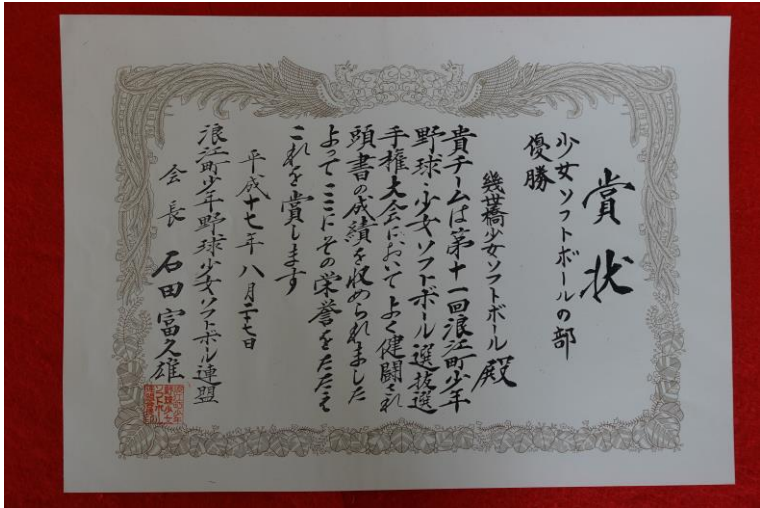 賞状
少女ソフトボールの部
優勝
幾世橋少女ソフトボール殿
貴チームは第十一回浪江町少年
野球・少女ソフトボール選抜選
手権大会においてよく健闘され
頭書の成績を収められました
よってここにその栄誉をたたえ
これを賞します
平成十七年八月二十七日
浪江町少年野球少女ソフトボール連盟
会長 石田富久雄